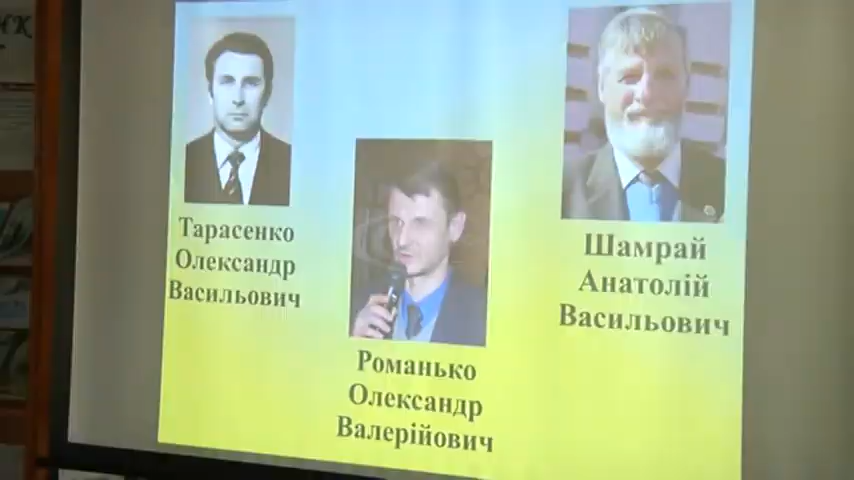 Тарасенко
Олександр
Васильович
Романько
Олександр
Валерійович
Шамрай
Анатолій
Васильович